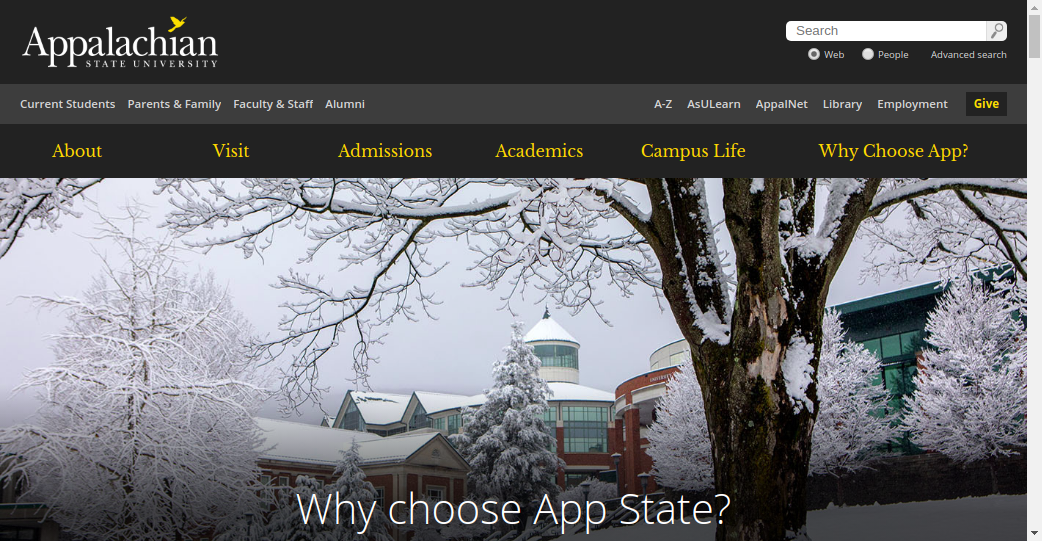 Appalachian
STATE UNIVERSITY
Search
Web People Advanced search
Current Students Parents & Family Faculty & Staff Alumni A-Z AsULearn AppalNet Library Employment Give
About Visit Admissions Academics Campus Life Why Choose App?
Why choose App State?